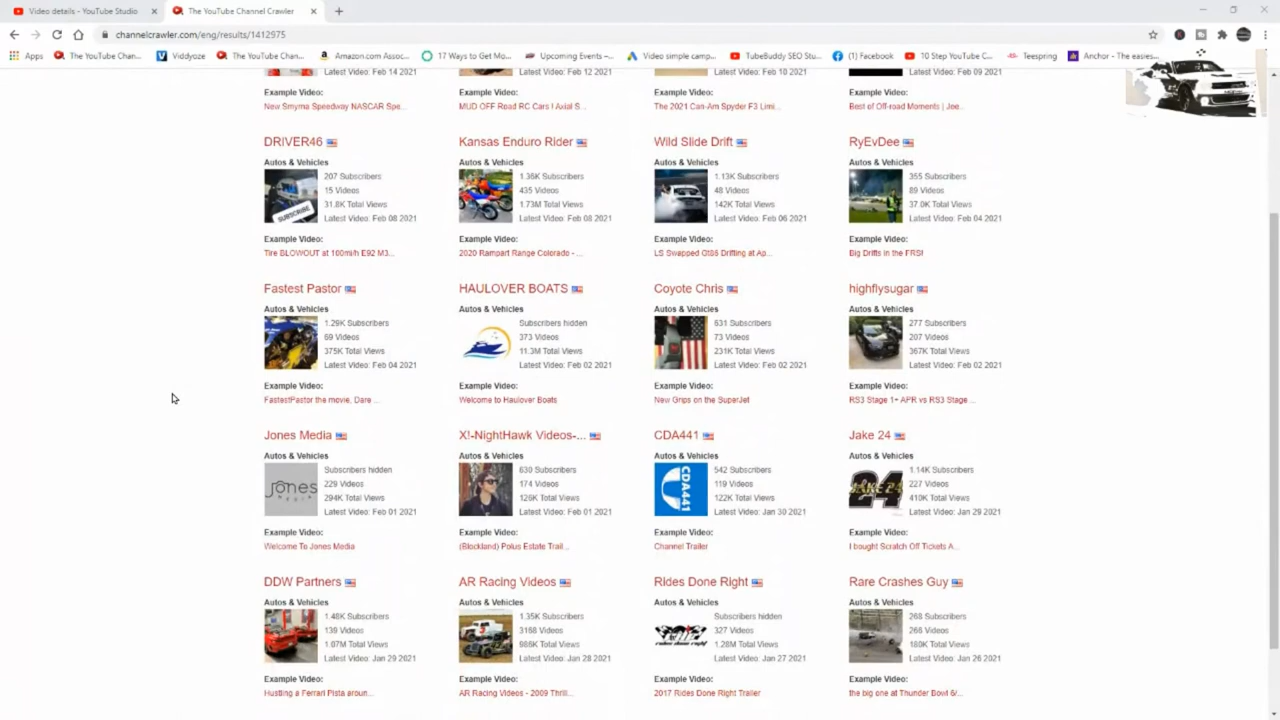 Video details - YouTube Studio
The YouTube Channel Crawler
channelcrawler.com/eng/results/1412975
Apps The YouTube Chan... Viddyoze The YouTube Chan... Amazon.com Assoc... 17 Ways to Get Mo... Upcoming Events –... Video simple camp... TubeBuddy SEO Stu... (1) Facebook 10 Step YouTube C... Teespring Anchor - The easies...
Latest Video: Feb 14 2021
Latest Video: Feb 12 2021
Latest Video: Feb 10 2021
Latest Video: Feb 09 2021
Example Video:
New Smyrna Speedway NASCAR Spe...
Example Video:
MUD OFF Road RC Cars ! Axial S...
Example Video:
The 2021 Can-Am Spyder F3 Limi...
Example Video:
Best of Off-road Moments | Joe...
DRIVER46
Autos & Vehicles
207 Subscribers
15 Videos
31.8K Total Views
Latest Video: Feb 08 2021
SUBSCRIBE
Example Video:
Tire BLOWOUT at 100mi/h E92 M3...
Kansas Enduro Rider
Autos & Vehicles
1.36K Subscribers
435 Videos
1.73M Total Views
Latest Video: Feb 08 2021
Example Video:
2020 Rampart Range Colorado - ...
Wild Slide Drift
Autos & Vehicles
1.13K Subscribers
48 Videos
142K Total Views
Latest Video: Feb 06 2021
Example Video:
LS Swapped Gt86 Drifting at Ap...
RyEvDee
Autos & Vehicles
355 Subscribers
89 Videos
37.0K Total Views
Latest Video: Feb 04 2021
Example Video:
Big Drifts in the FRS!
Fastest Pastor
Autos & Vehicles
1.29K Subscribers
69 Videos
375K Total Views
Latest Video: Feb 04 2021
Example Video:
FastestPastor the movie, Dare ...
HAULOVER BOATS
Autos & Vehicles
Subscribers hidden
373 Videos
11.3M Total Views
Latest Video: Feb 02 2021
Example Video:
Welcome to Haulover Boats
Coyote Chris
Autos & Vehicles
631 Subscribers
73 Videos
231K Total Views
Latest Video: Feb 02 2021
Example Video:
New Grips on the SuperJet
highflysugar
Autos & Vehicles
277 Subscribers
207 Videos
367K Total Views
Latest Video: Feb 02 2021
Example Video:
RS3 Stage 1+ APR vs RS3 Stage ...
Jones Media
Autos & Vehicles
Subscribers hidden
229 Videos
294K Total Views
Latest Video: Feb 01 2021
jones
MEDIA
Example Video:
Welcome To Jones Media
X!-NightHawk Videos-...
Autos & Vehicles
630 Subscribers
174 Videos
126K Total Views
Latest Video: Feb 01 2021
Example Video:
(Blockland) Polus Estate Trail...
CDA441
Autos & Vehicles
542 Subscribers
119 Videos
122K Total Views
Latest Video: Jan 30 2021
CDA441
Example Video:
Channel Trailer
Jake 24
Autos & Vehicles
1.14K Subscribers
227 Videos
410K Total Views
Latest Video: Jan 29 2021
JAKE 24
24
Example Video:
I bought Scratch Off Tickets A...
DDW Partners
Autos & Vehicles
1.48K Subscribers
139 Videos
1.07M Total Views
Latest Video: Jan 29 2021
Example Video:
Hustling a Ferrari Pista aroun...
AR Racing Videos
Autos & Vehicles
1.35K Subscribers
3168 Videos
986K Total Views
Latest Video: Jan 28 2021
Example Video:
AR Racing Videos - 2009 Thrill...
Rides Done Right
Autos & Vehicles
Subscribers hidden
327 Videos
1.28M Total Views
Latest Video: Jan 27 2021
rides done right
Example Video:
2017 Rides Done Right Trailer
Rare Crashes Guy
Autos & Vehicles
268 Subscribers
266 Videos
180K Total Views
Latest Video: Jan 26 2021
Example Video:
the big one at Thunder Bowl 6/...